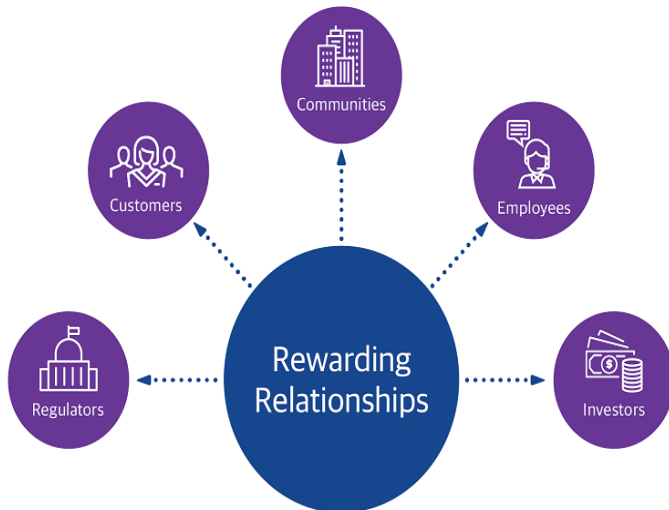 Communities
Customers
Employees
Rewarding
Relationships
Regulators
Investors